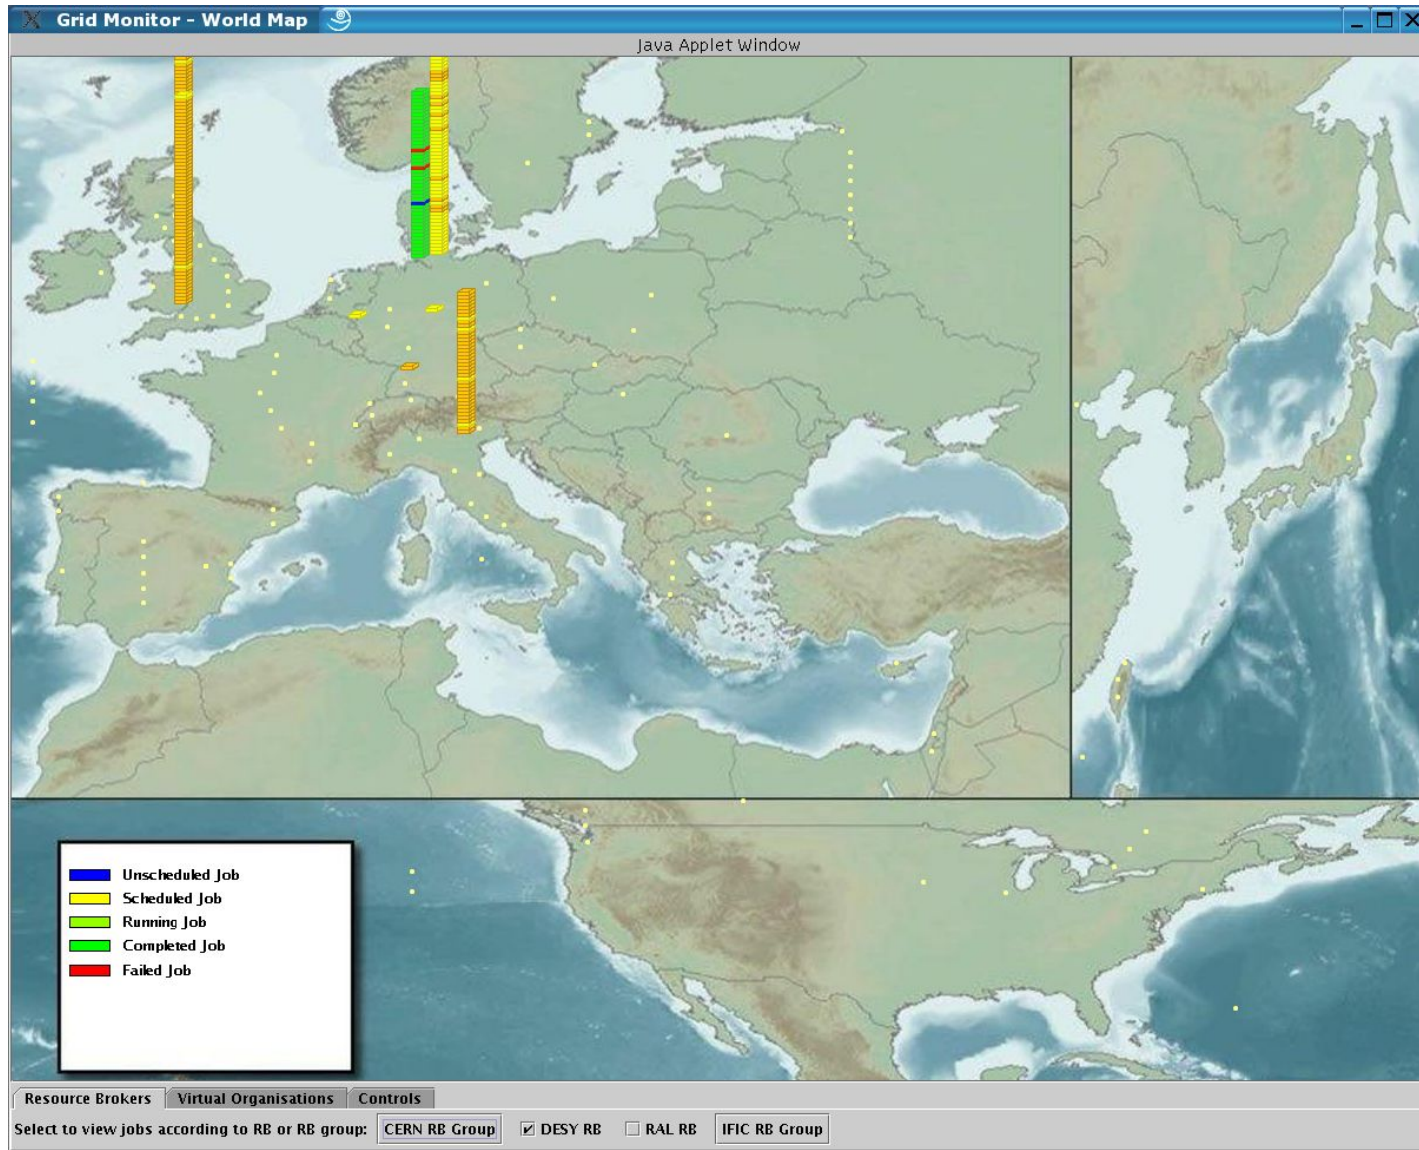 Grid Monitor - World Map
Java Applet Window
Unscheduled Job
Scheduled Job
Running Job
Completed Job
Failed Job
Resource Brokers Virtual Organisations Controls
Select to view jobs according to RB or RB group: CERN RB Group DESY RB RAL RB IFIC RB Group